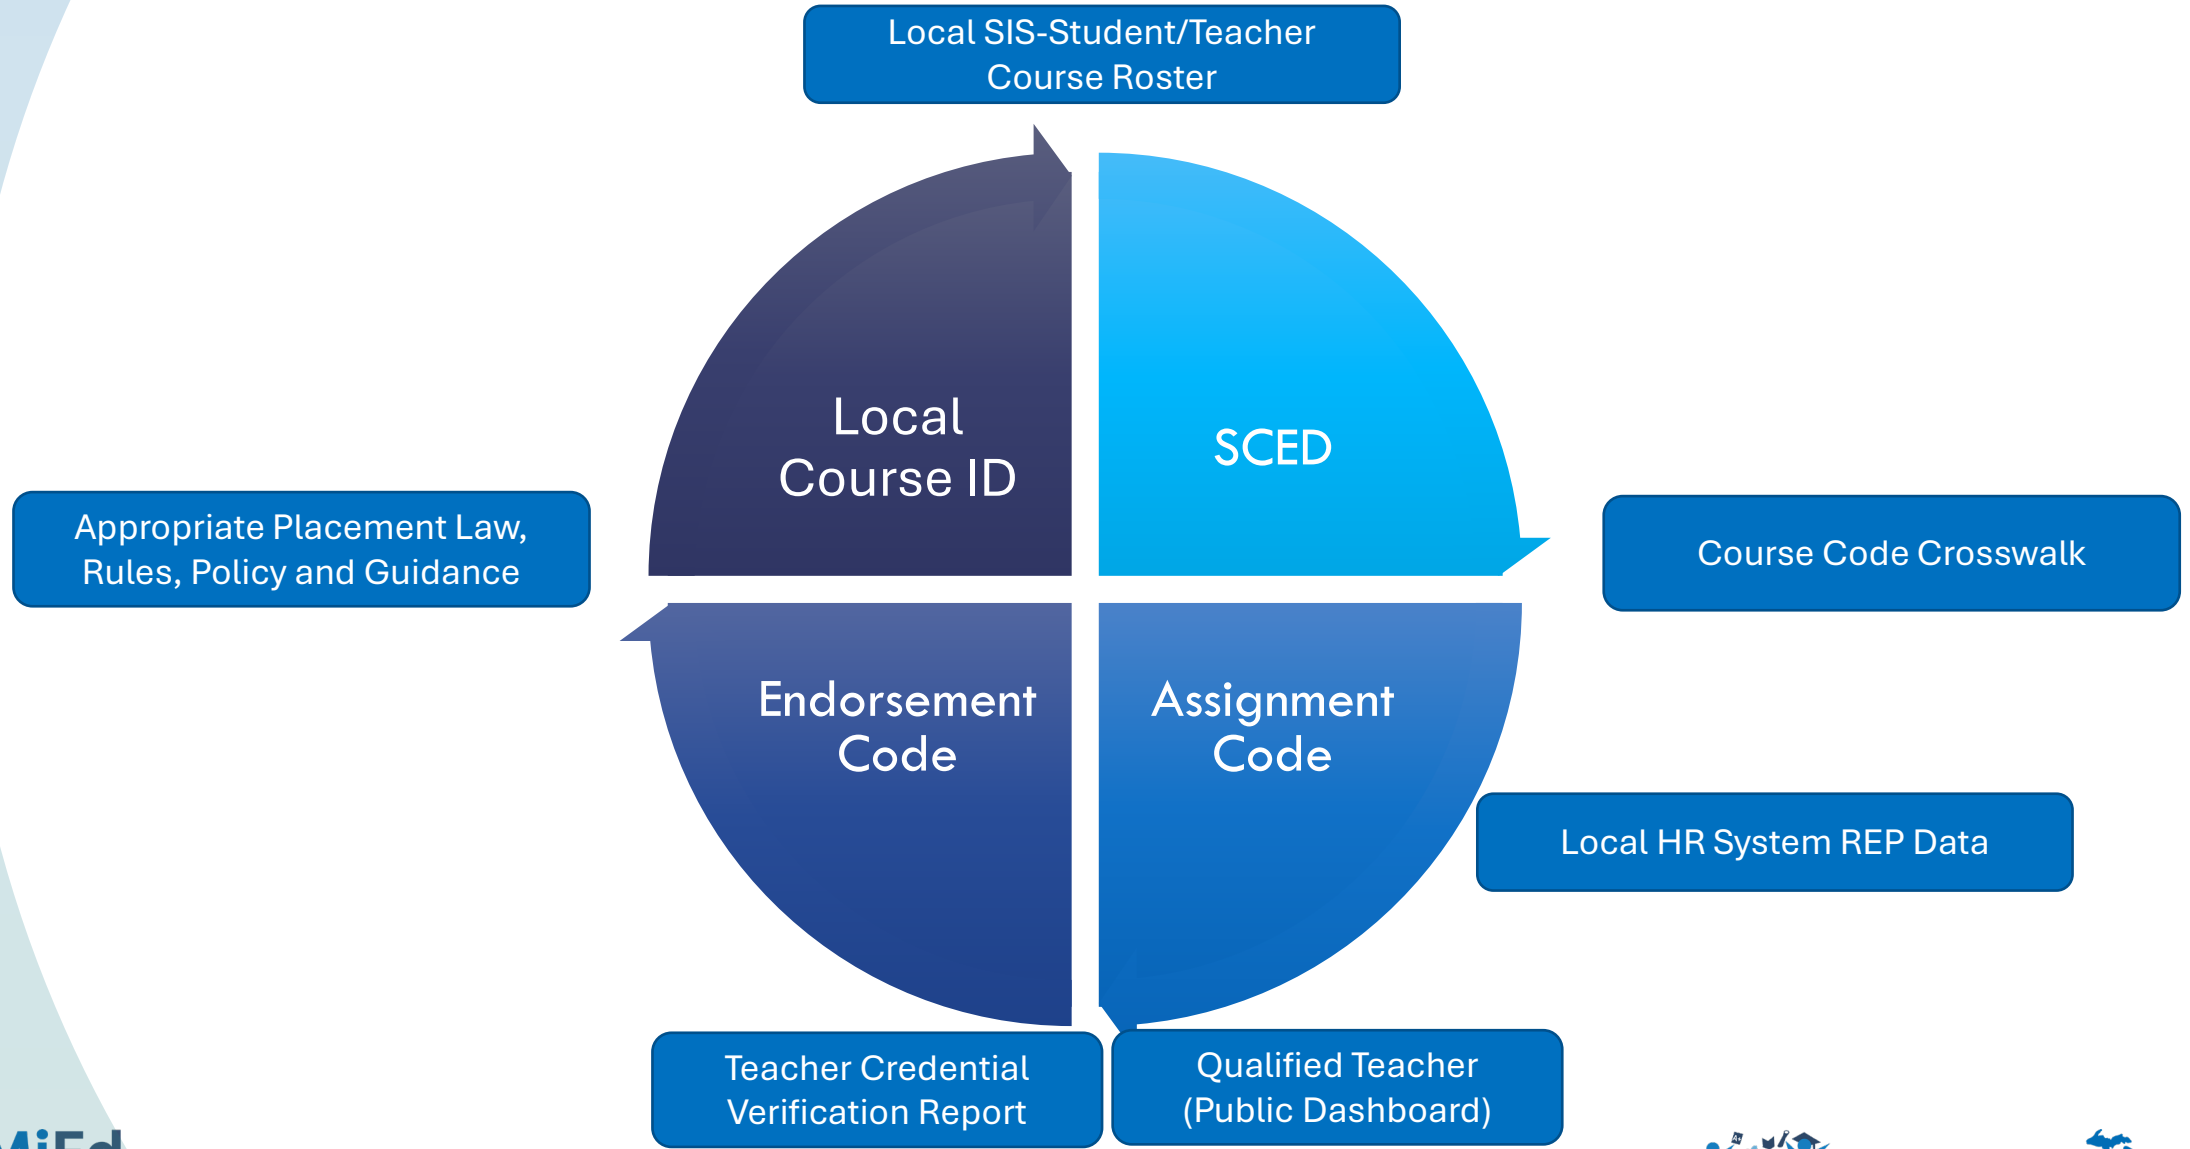 Local SIS-Student/Teacher
Course Roster
Local
Course ID
SCED
Appropriate Placement Law,
Rules, Policy and Guidance
Course Code Crosswalk
Endorsement
Code
Assignment
Code
Local HR System REP Data
Teacher Credential
Verification Report
Qualified Teacher
(Public Dashboard)